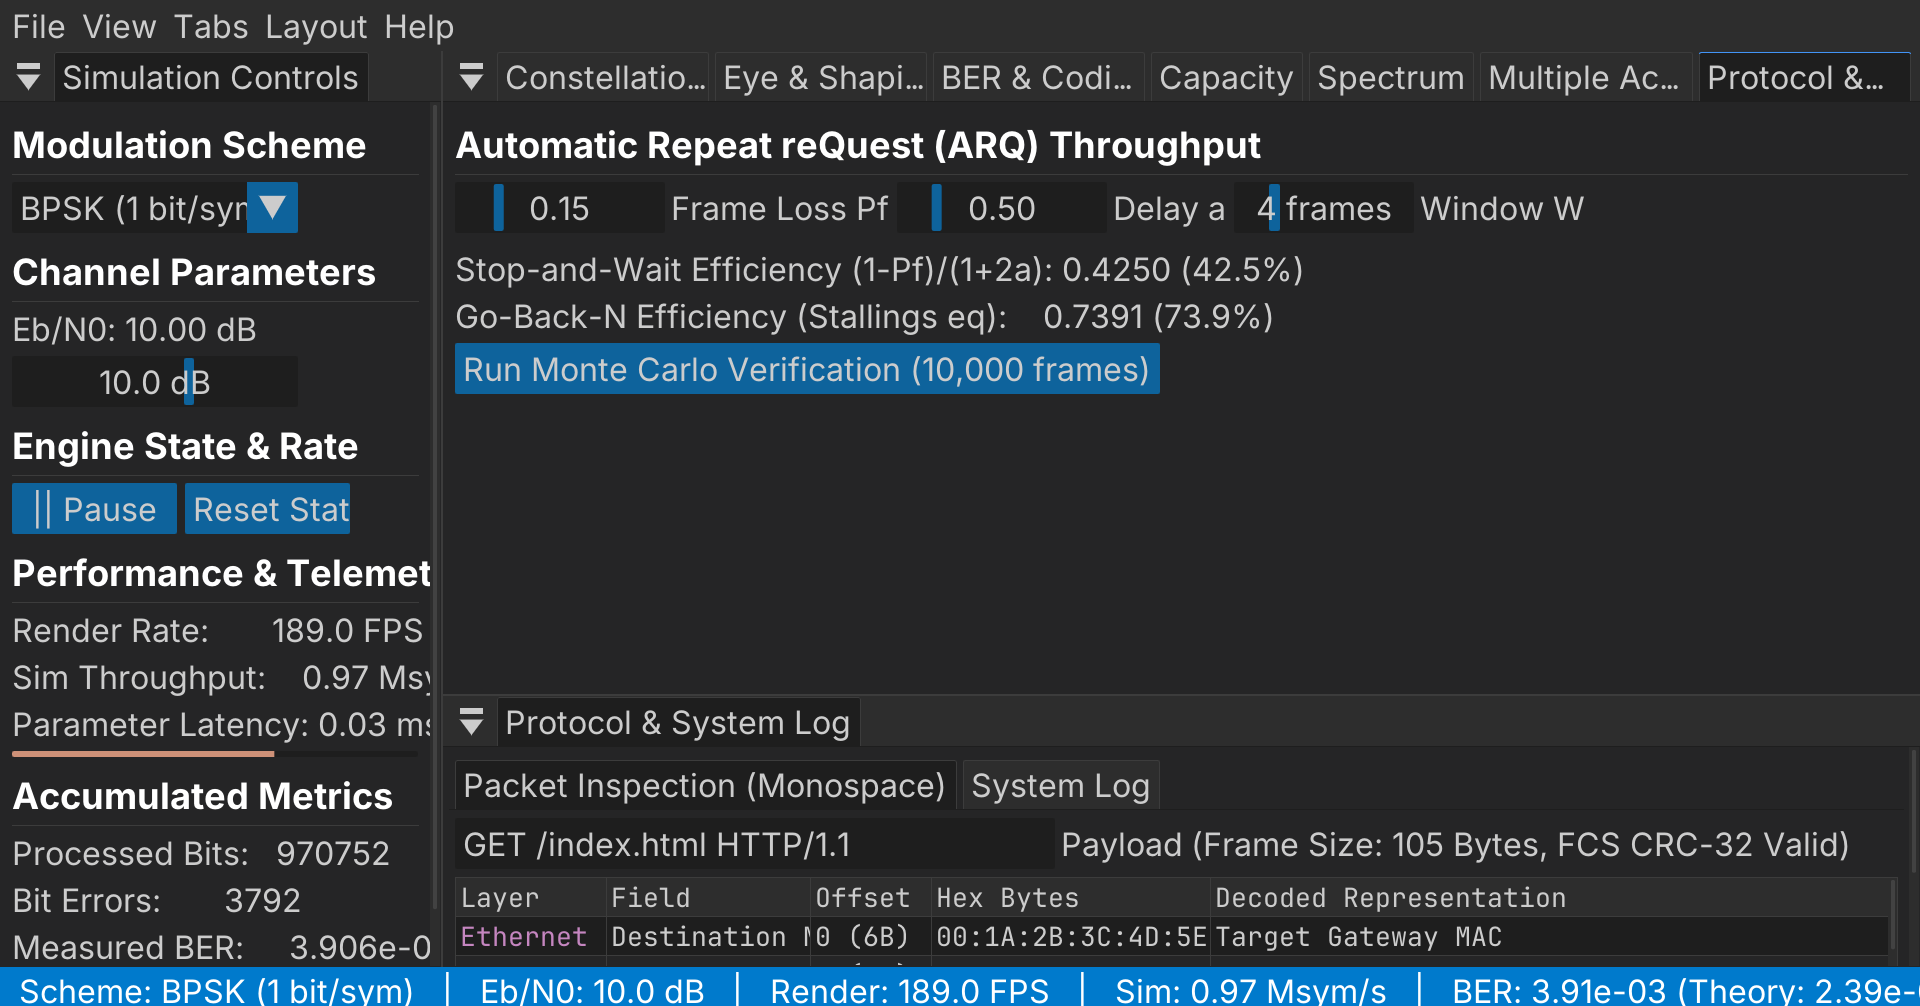 File View Tabs Layout Help
Simulation Controls
Modulation Scheme
BPSK (1 bit/syn
Channel Parameters
Eb/N0: 10.00 dB
10.0 dB
Engine State & Rate
|| Pause
Reset Stat
Performance & Telemet
Render Rate: 189.0 FPS
Sim Throughput: 0.97 Msy
Parameter Latency: 0.03 ms
Accumulated Metrics
Processed Bits: 970752
Bit Errors: 3792
Measured BER: 3.906e-0
Constellatio... Eye & Shapi... BER & Codi... Capacity Spectrum Multiple Ac... Protocol &...
Automatic Repeat reQuest (ARQ) Throughput
0.15 Frame Loss Pf 0.50 Delay a 4 frames Window W
Stop-and-Wait Efficiency (1-Pf)/(1+2a): 0.4250 (42.5%)
Go-Back-N Efficiency (Stallings eq): 0.7391 (73.9%)
Run Monte Carlo Verification (10,000 frames)
Protocol & System Log
Packet Inspection (Monospace) System Log
GET /index.html HTTP/1.1 Payload (Frame Size: 105 Bytes, FCS CRC-32 Valid)
Layer Field Offset Hex Bytes Decoded Representation
Ethernet Destination 0 (6B) 00:1A:2B:3C:4D:5E Target Gateway MAC
Scheme: BPSK (1 bit/sym) | Eb/N0: 10.0 dB | Render: 189.0 FPS | Sim: 0.97 Msym/s | BER: 3.91e-03 (Theory: 2.39e-